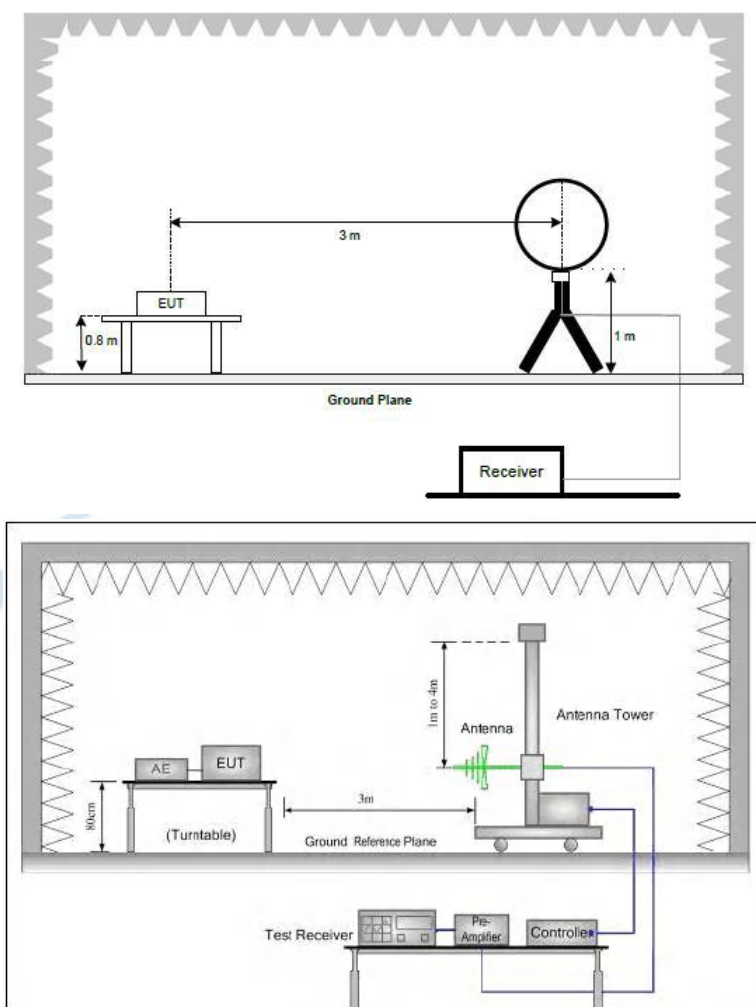 3 m
EUT
0.8 m
1 m
Ground Plane
Receiver
1m to 4m
Antenna
Antenna Tower
AE
EUT
3m
80cm
(Turntable)
Ground Reference Plane
Test Receiver
Pre-
Amplifier
Controller